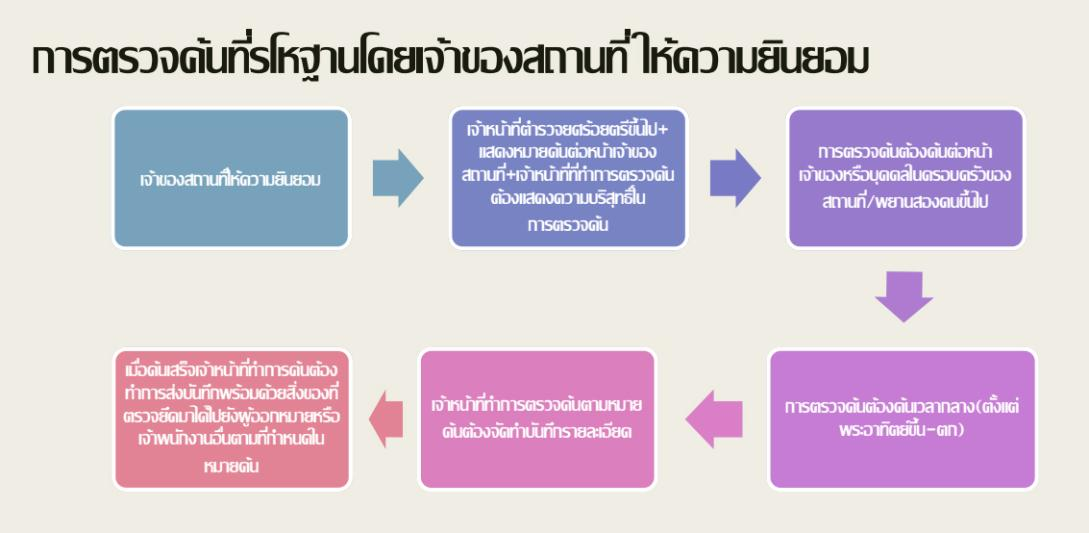 การตรวจค้นที่รโหฐานโดยเจ้าของสถานที่ ให้ความยินยอม
เจ้าของสถานที่ให้ความยินยอม
เจ้าหน้าที่ตำรวจยศร้อยตรีขึ้นไป+
แสดงหมายค้นต่อหน้าเจ้าของ
สถานที่+เจ้าหน้าที่ที่ทำการตรวจค้น
ต้องแสดงความบริสุทธิ์ใน
การตรวจค้น
การตรวจค้นต้องค้นต่อหน้า
เจ้าของหรือบุคคลในครอบครัวของ
สถานที่/พยานสองคนขึ้นไป
การตรวจค้นต้องค้นเวลากลาง(ตั้งแต่
พระอาทิตย์ขึ้น-ตก)
เจ้าหน้าที่ทำการตรวจค้นตามหมาย
ค้นต้องจัดทำบันทึกรายละเอียด
เมื่อค้นเสร็จเจ้าหน้าที่ทำการค้นต้อง
ทำการส่งบันทึกพร้อมด้วยสิ่งของที่
ตรวจยึดมาได้ไปยังผู้ออกหมายหรือ
เจ้าพนักงานอื่นตามที่กำหนดใน
หมายค้น